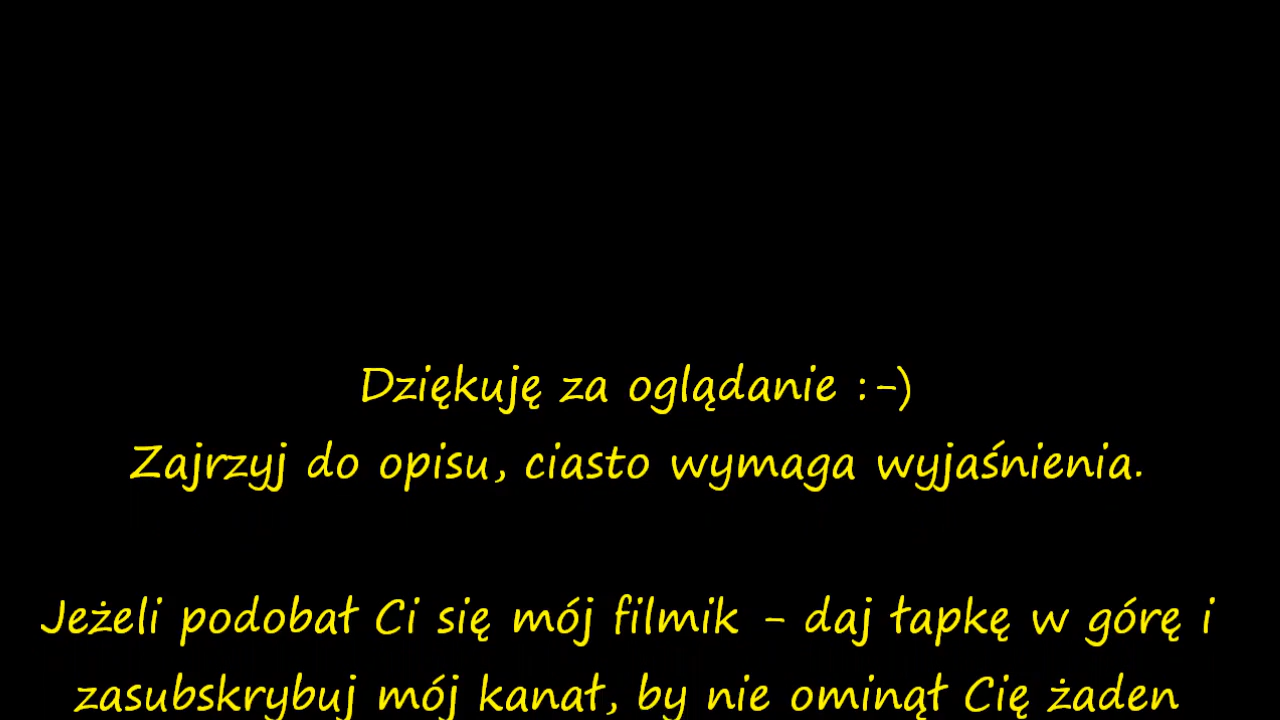 Dziękuję za oglądanie :-)
Zajrzyj do opisu, ciasto wymaga wyjaśnienia.
Jeżeli podobał Ci się mój filmik - daj łapkę w górę i
zasubskrybuj mój kanał, by nie ominął Cię żaden